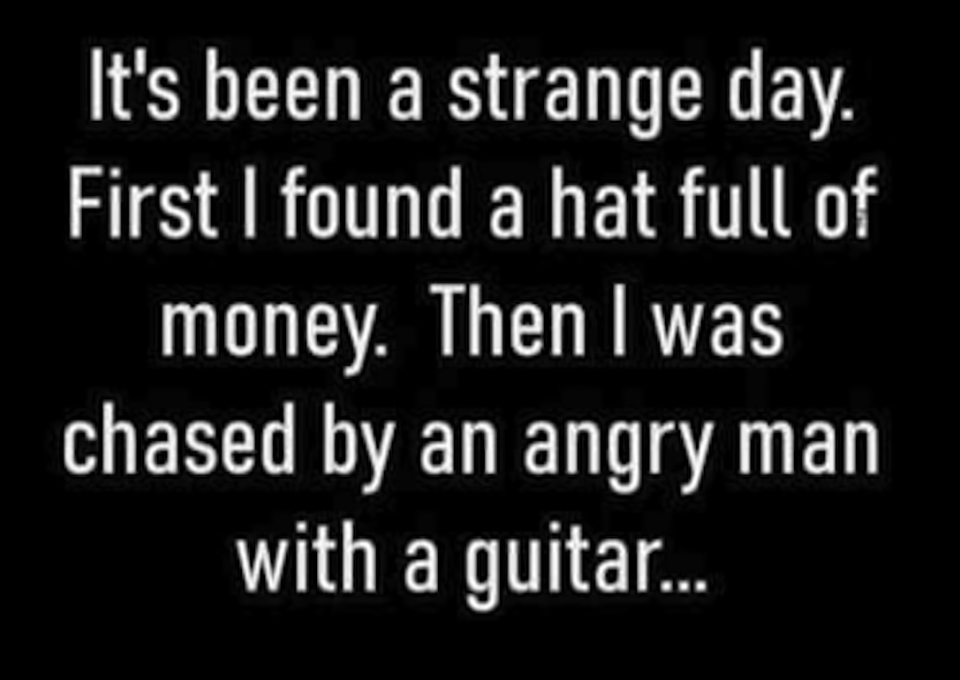 It's been a strange day.
First I found a hat full of
money.  Then I was
chased by an angry man
with a guitar...